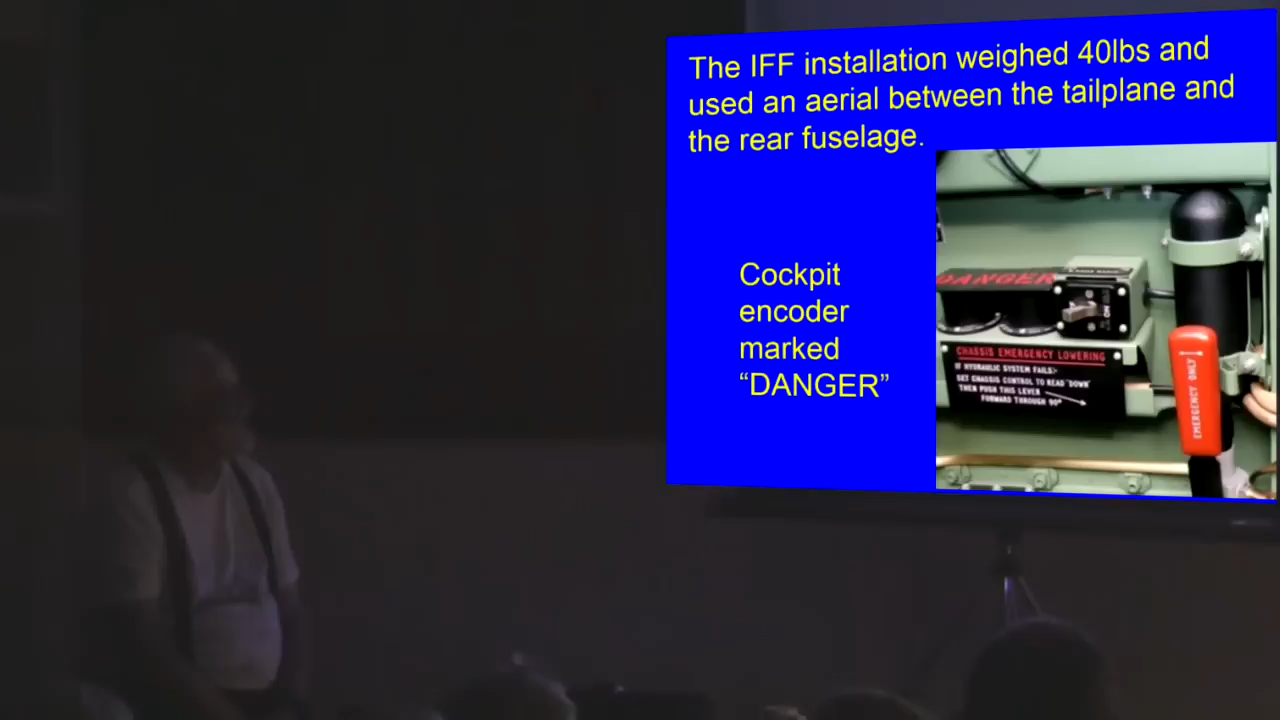 The IFF installation weighed 40lbs and
used an aerial between the tailplane and
the rear fuselage.
Cockpit
encoder
marked
“DANGER”
DANGER
ON
CHASSIS EMERGENCY LOWERING
IF HYDRAULIC SYSTEM FAILS:-
SET CHASSIS CONTROL TO READ "DOWN"
THEN PUSH THIS LEVER
FORWARD THROUGH 90°
EMERGENCY ONLY